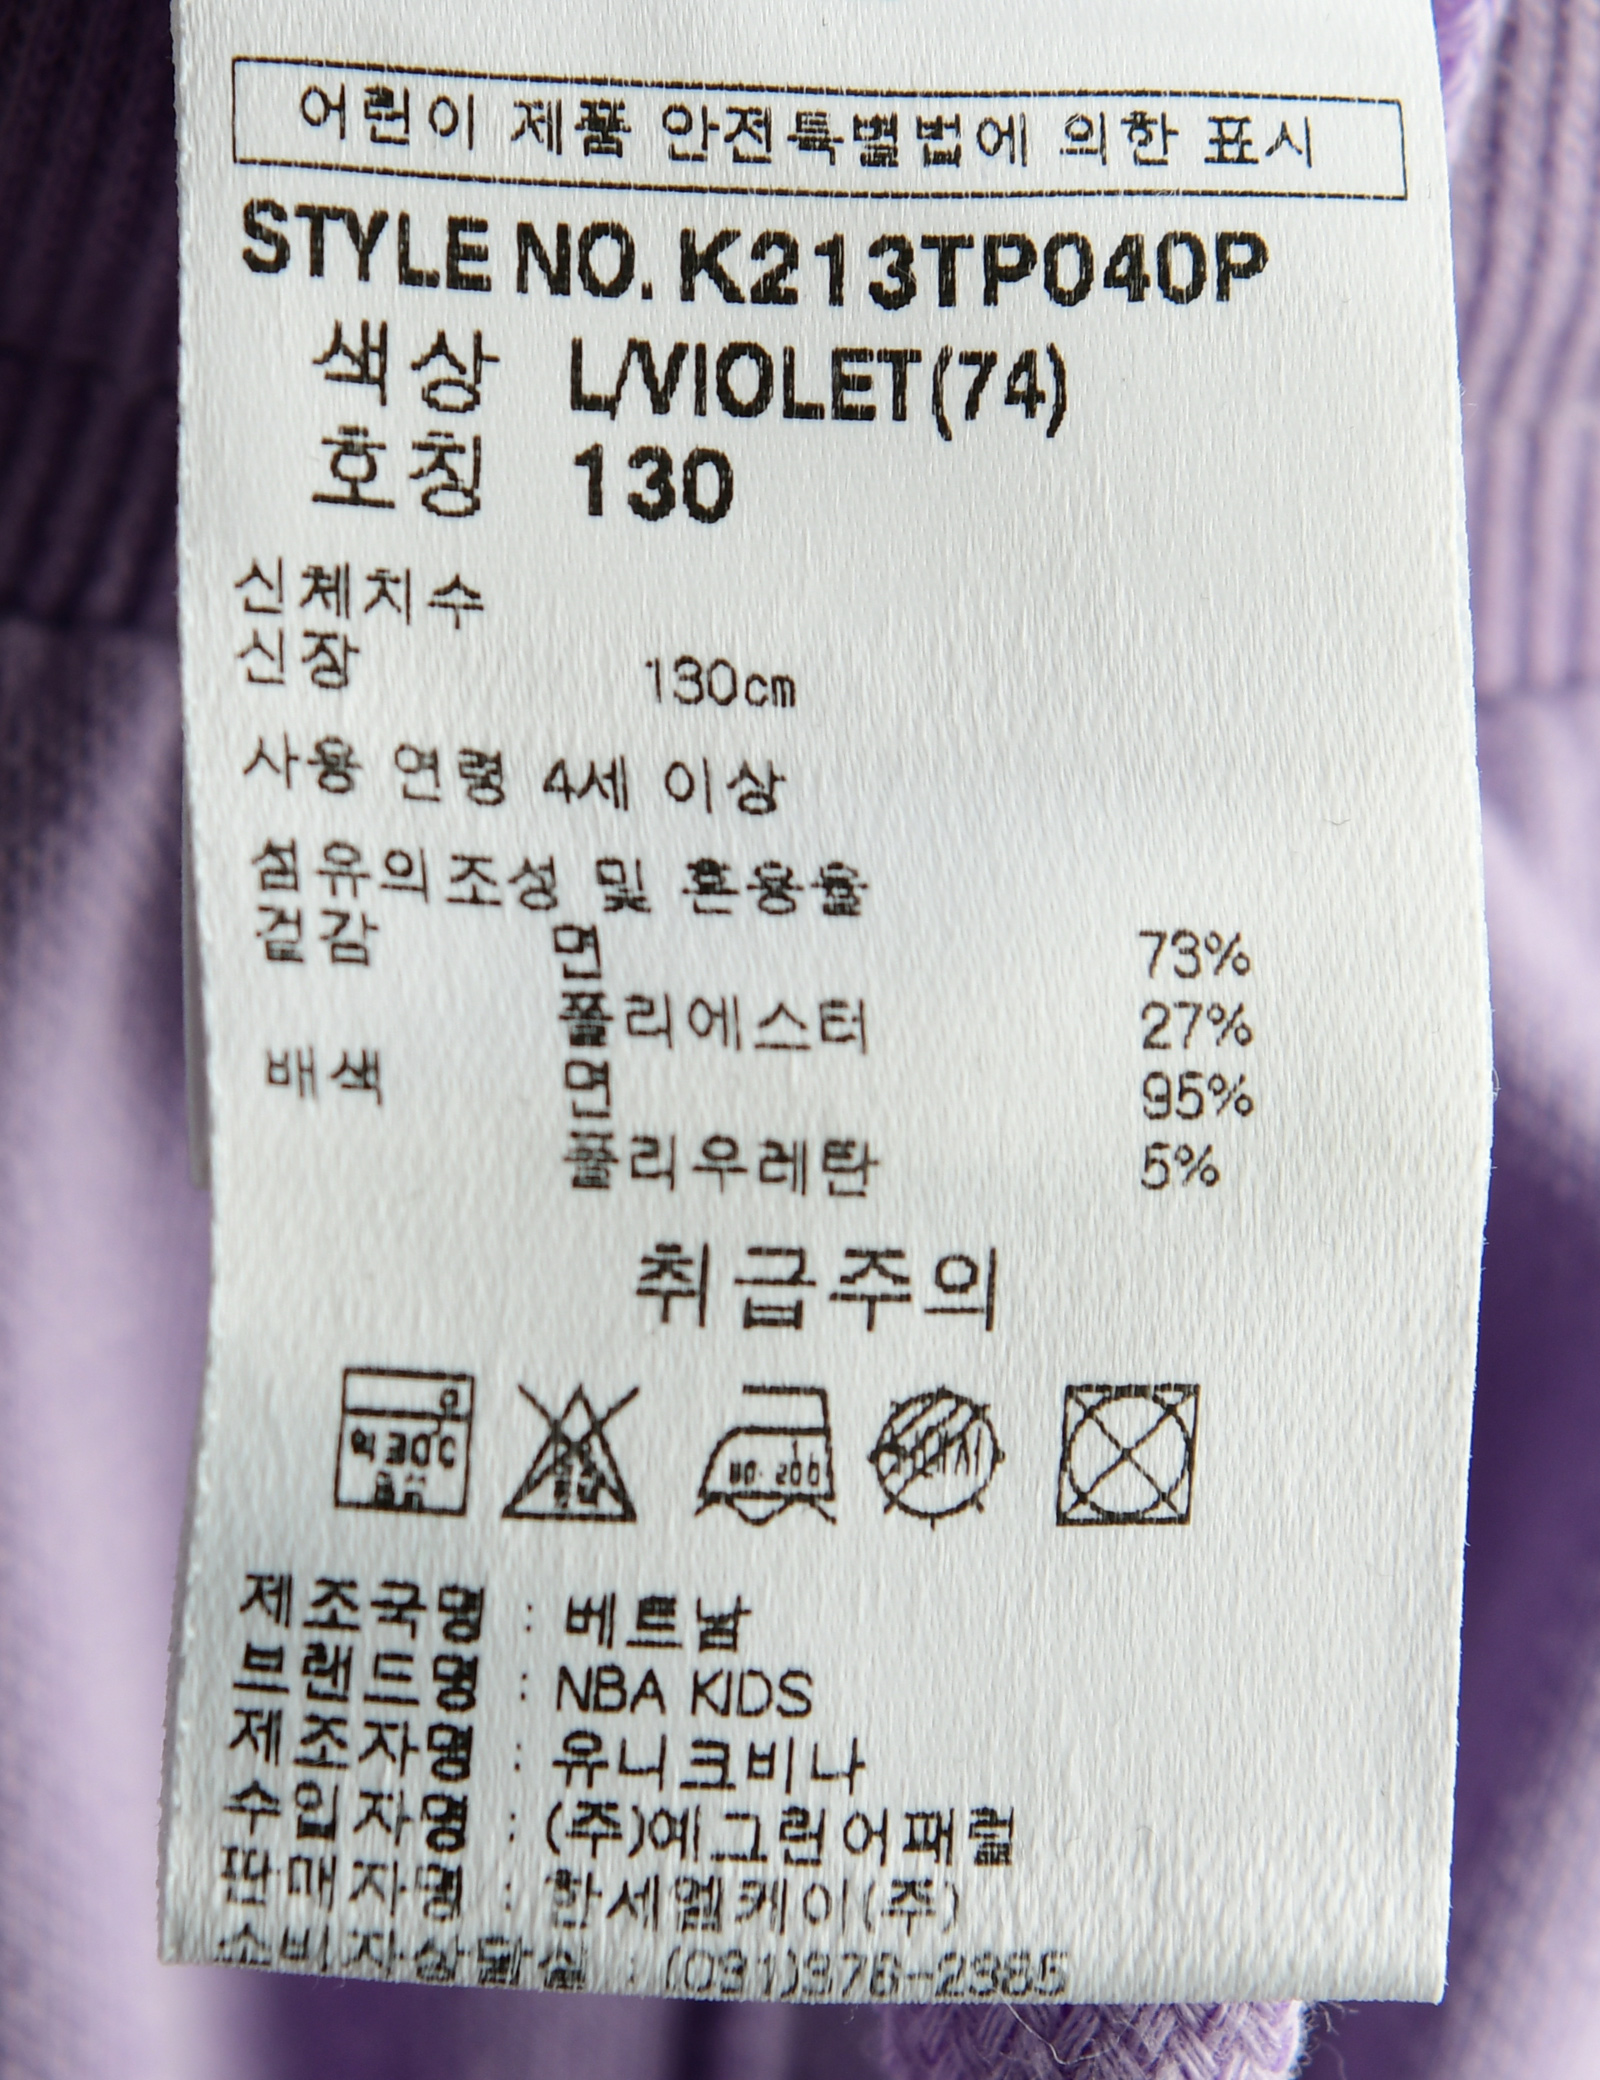 어린이 제품 안전특별법에 의한 표시
STYLE NO. K213TP040P
색상 L/VIOLET(74)
호칭 130
신체치수
신장 130cm
사용 연령 4세 이상
섬유의조성 및 혼용율
겉감 면 73%
폴리에스터 27%
배색 면 95%
폴리우레탄 5%
취급주의
제조국명 : 베트남
브랜드명 : NBA KIDS
제조자명 : 유니크비나
수입자명 : (주)에그린어패럴
판매자명 : 한세엠케이(주)
소비자상담실 :